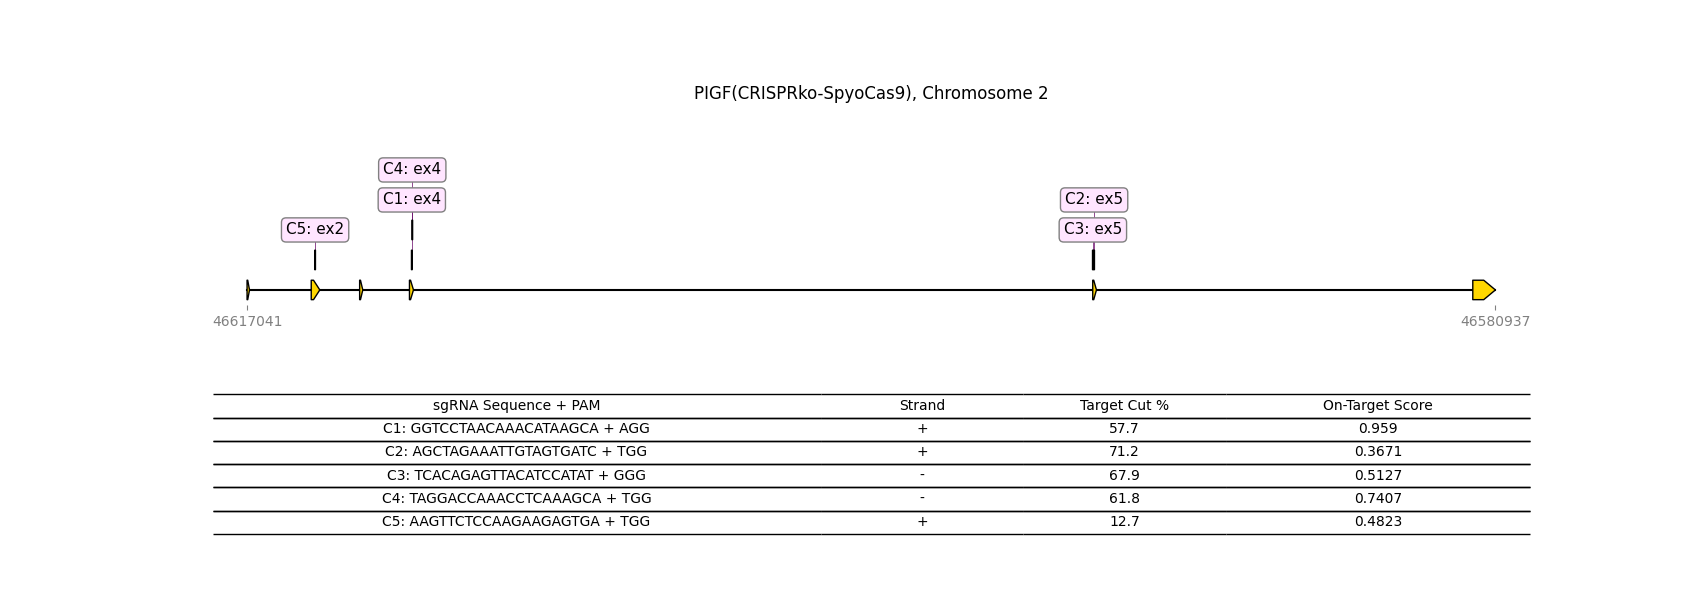 PIGF(CRISPRko-SpyoCas9), Chromosome 2
C4: ex4
C1: ex4
C2: ex5
C5: ex2
C3: ex5
46617041
46580937
sgRNA Sequence + PAM Strand Target Cut % On-Target Score
C1: GGTCCTAACAAACATAAGCA + AGG + 57.7 0.959
C2: AGCTAGAAATTGTAGTGATC + TGG + 71.2 0.3671
C3: TCACAGAGTTACATCCATAT + GGG - 67.9 0.5127
C4: TAGGACCAAACCTCAAAGCA + TGG - 61.8 0.7407
C5: AAGTTCTCCAAGAAGAGTGA + TGG + 12.7 0.4823